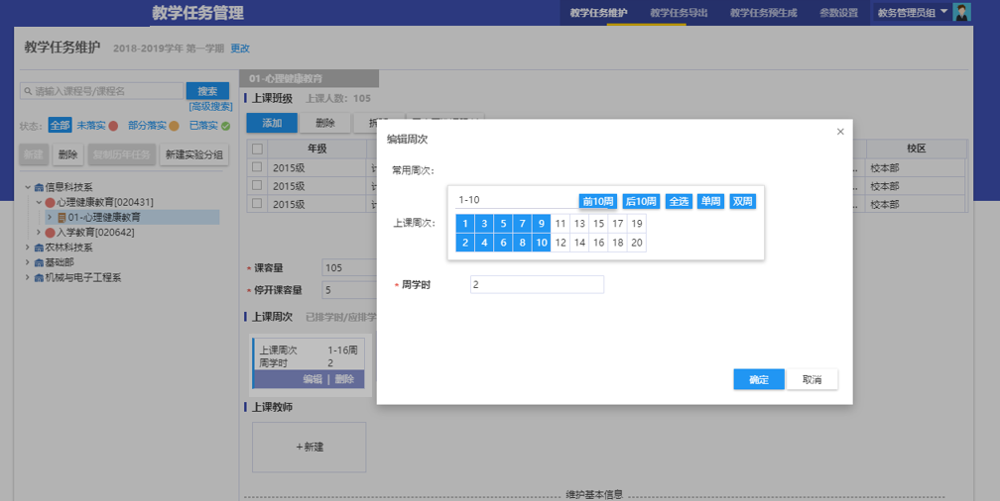 教学任务管理
教学任务维护 教学任务导出 教学任务预生成 参数设置 教务管理员组
教学任务维护 2018-2019学年 第一学期 更改
请输入课程号/课程名 搜索
[高级搜索]
状态： 全部 未落实 部分落实 已落实
新建 删除 复制历年任务 新建实验分组
信息科技系
心理健康教育[020431]
01-心理健康教育
入学教育[020642]
农林科技系
基础部
机械与电子工程系
01-心理健康教育
上课班级 上课人数：105
添加 删除
年级 校区
2015级 校本部
2015级 校本部
2015级 校本部
* 课容量 105
* 停开课容量 5
上课周次 已排学时/应排学
上课周次 1-16周
周学时 2
编辑 | 删除
上课教师
+新建
维护基本信息
编辑周次 ×
常用周次：
上课周次：
1-10 前10周 后10周 全选 单周 双周
1 3 5 7 9 11 13 15 17 19
2 4 6 8 10 12 14 16 18 20
* 周学时 2
确定 取消